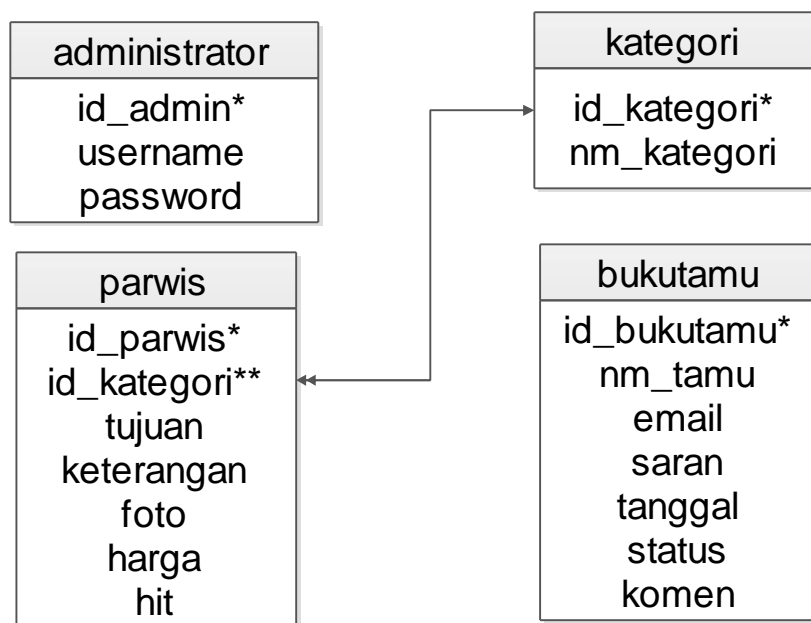 administrator
id_admin*
username
password
kategori
id_kategori*
nm_kategori
parwis
id_parwis*
id_kategori**
tujuan
keterangan
foto
harga
hit
bukutamu
id_bukutamu*
nm_tamu
email
saran
tanggal
status
komen